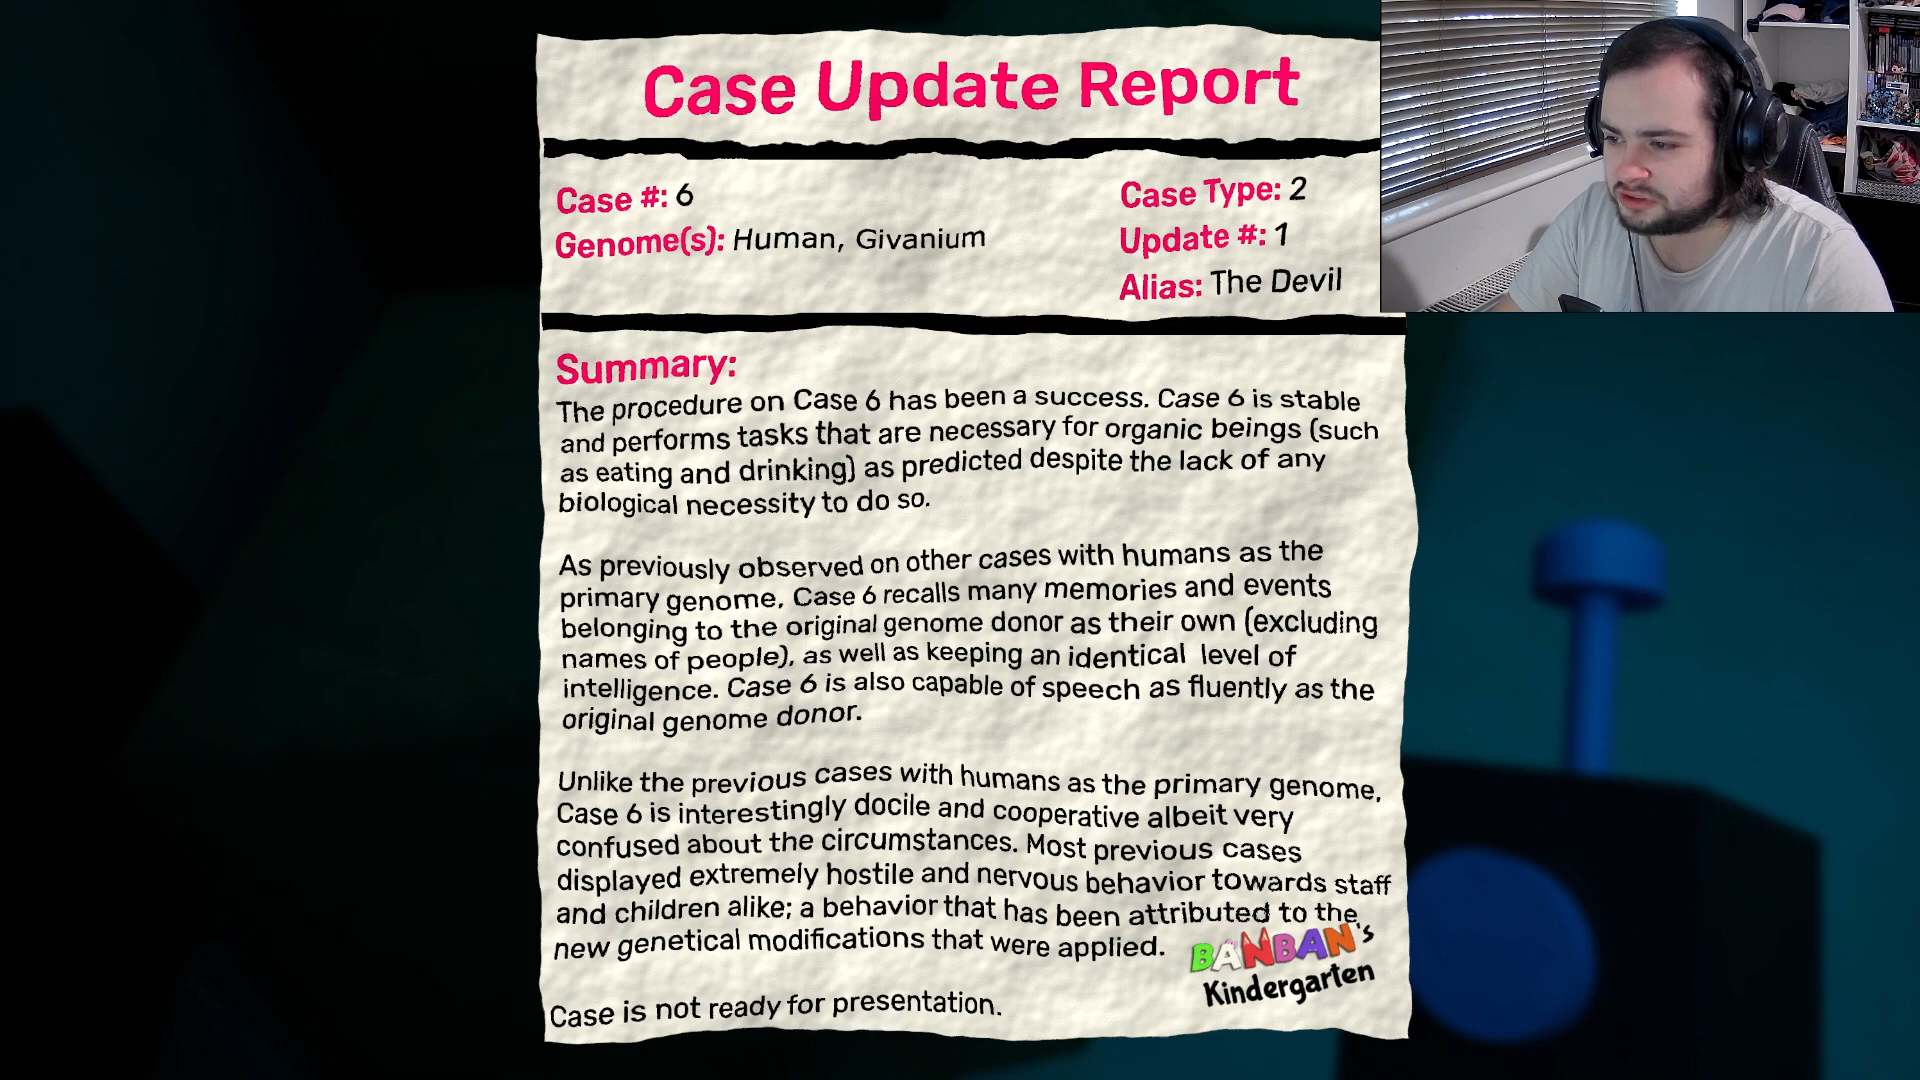 Case Update Report
Case #: 6
Genome(s): Human, Givanium
Case Type: 2
Update #: 1
Alias: The Devil
Summary:
The procedure on Case 6 has been a success. Case 6 is stable
and performs tasks that are necessary for organic beings (such
as eating and drinking) as predicted despite the lack of any
biological necessity to do so.
As previously observed on other cases with humans as the
primary genome, Case 6 recalls many memories and events
belonging to the original genome donor as their own (excluding
names of people), as well as keeping an identical level of
intelligence. Case 6 is also capable of speech as fluently as the
original genome donor.
Unlike the previous cases with humans as the primary genome,
Case 6 is interestingly docile and cooperative albeit very
confused about the circumstances. Most previous cases
displayed extremely hostile and nervous behavior towards staff
and children alike; a behavior that has been attributed to the
new genetical modifications that were applied.
BANBAN's
Kindergarten
Case is not ready for presentation.